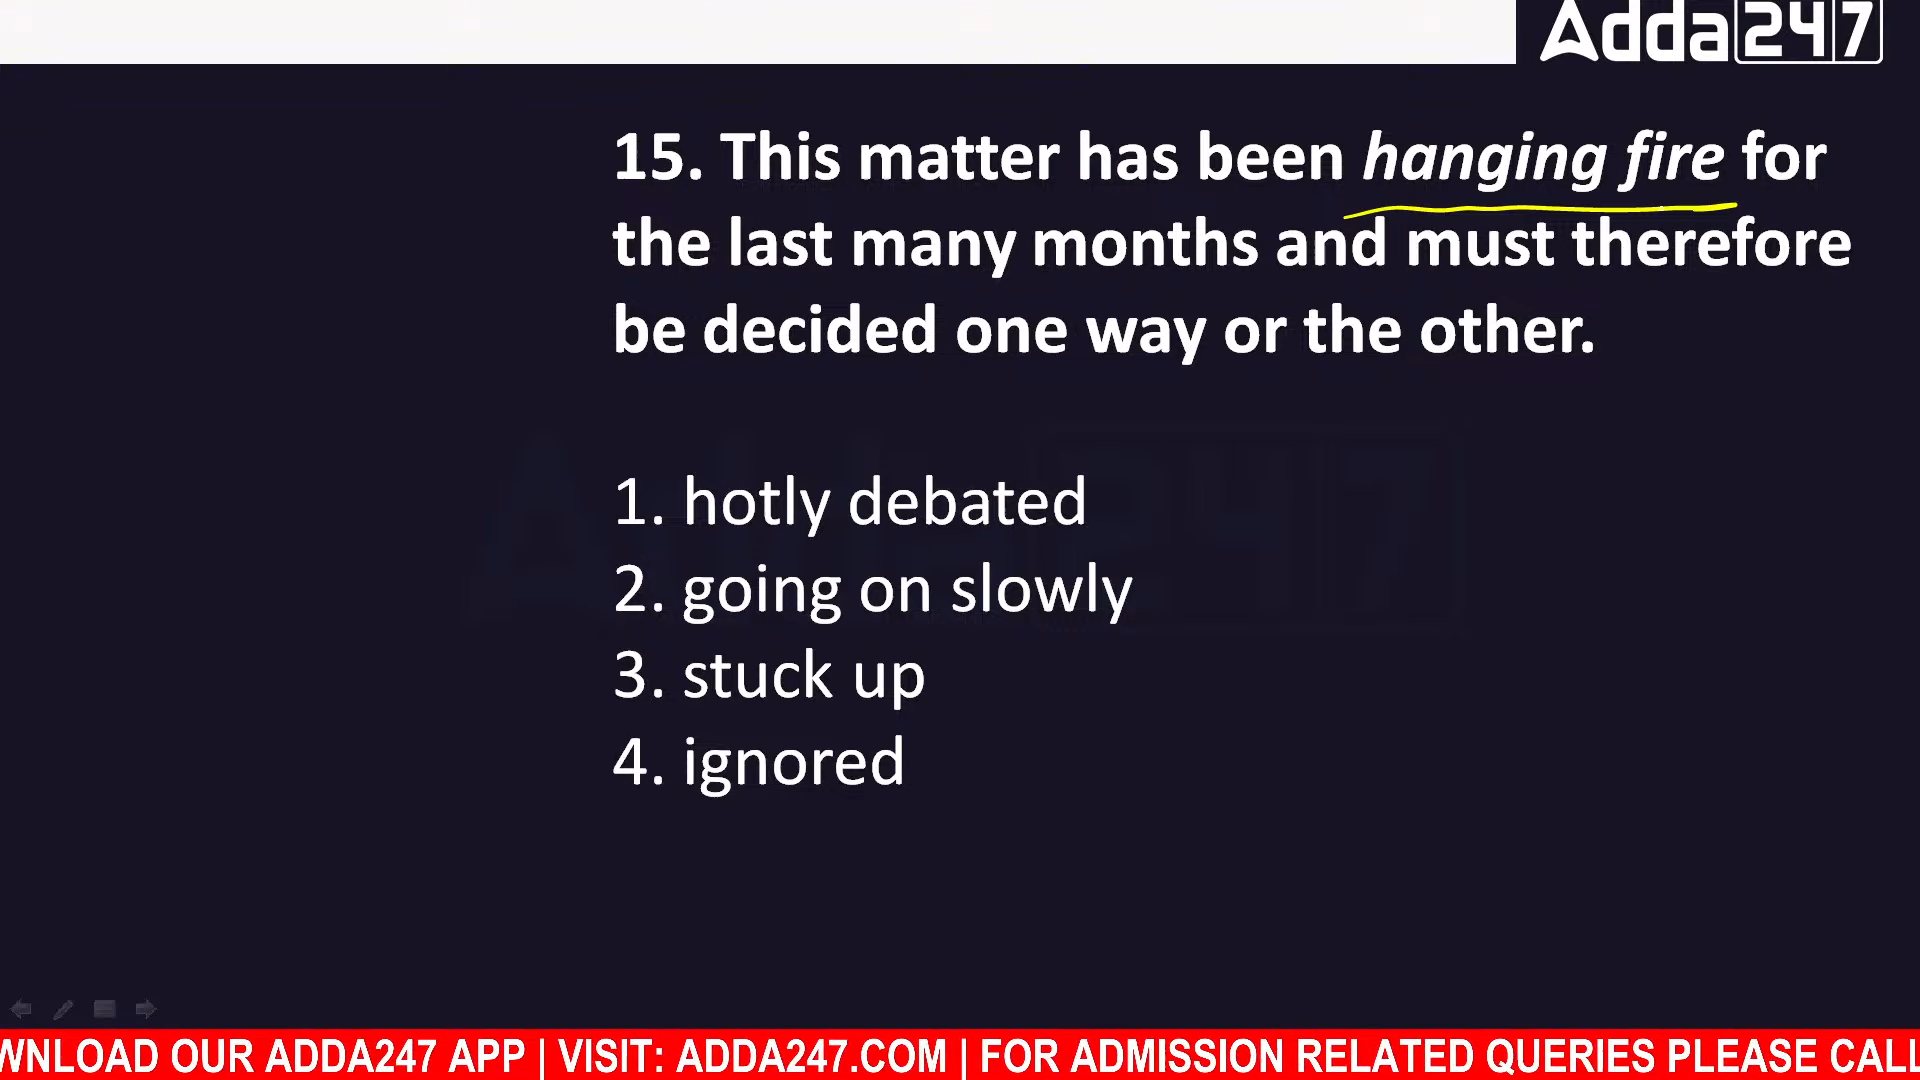 Adda247
15. This matter has been hanging fire for
the last many months and must therefore
be decided one way or the other.
1. hotly debated
2. going on slowly
3. stuck up
4. ignored
WNLOAD OUR ADDA247 APP | VISIT: ADDA247.COM | FOR ADMISSION RELATED QUERIES PLEASE CALL